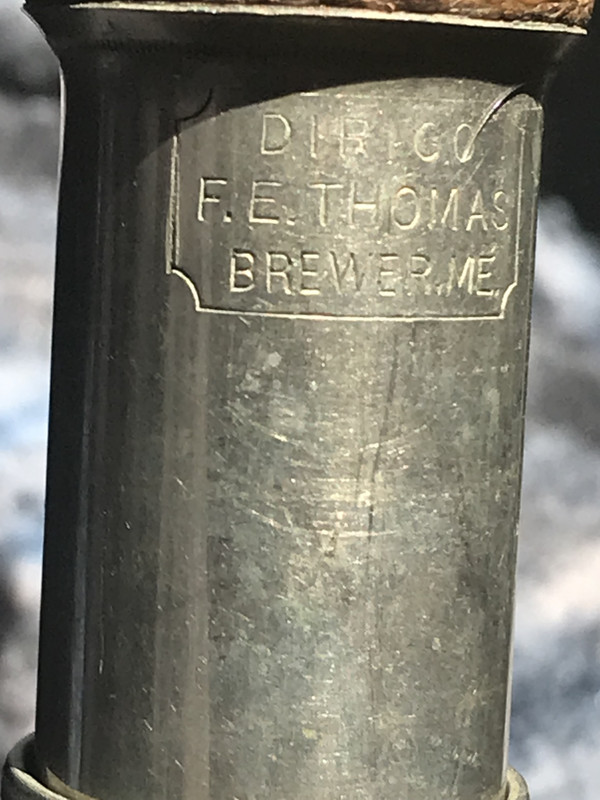 DIRIGO
F. E. THOMAS
BREWER, ME.